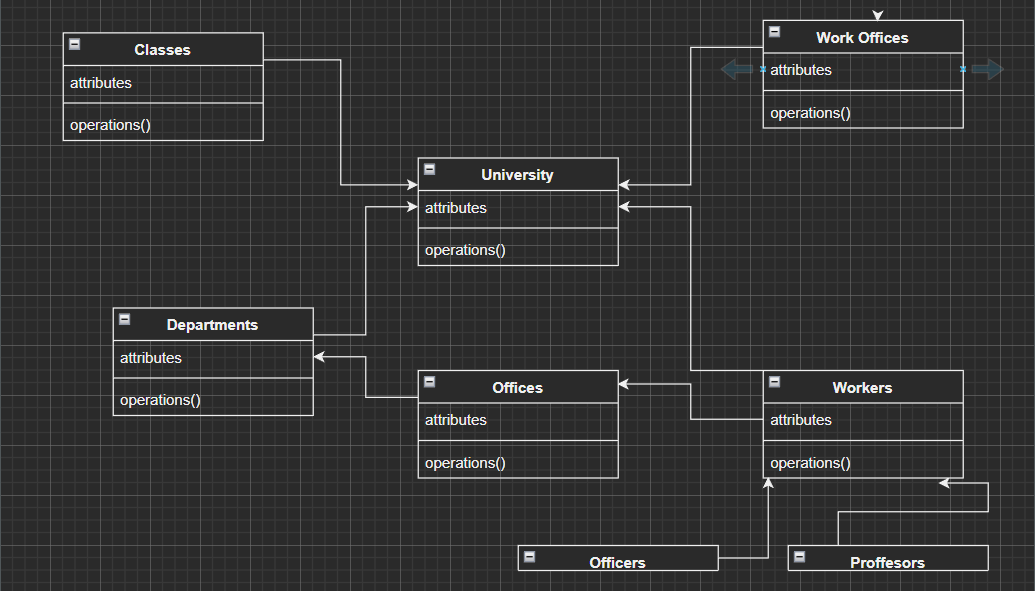 Classes
attributes
operations()
Work Offices
attributes
operations()
University
attributes
operations()
Departments
attributes
operations()
Offices
attributes
operations()
Workers
attributes
operations()
Officers
Proffesors